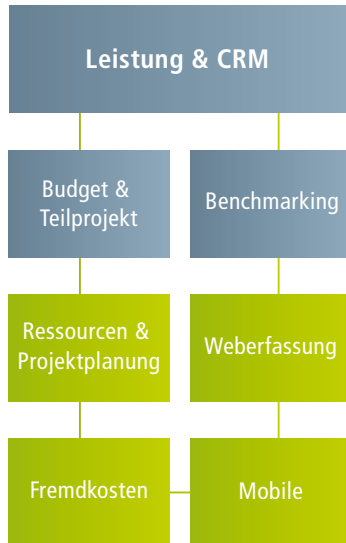 Leistung & CRM
Budget &
Teilprojekt
Benchmarking
Ressourcen &
Projektplanung
Weberfassung
Fremdkosten
Mobile